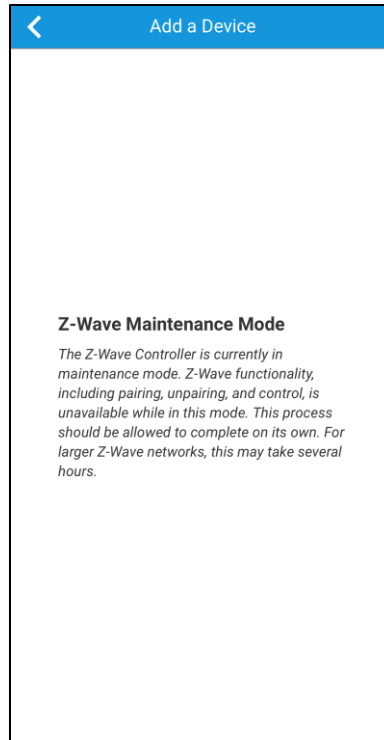 Add a Device
Z-Wave Maintenance Mode
The Z-Wave Controller is currently in
maintenance mode. Z-Wave functionality,
including pairing, unpairing, and control, is
unavailable while in this mode. This process
should be allowed to complete on its own. For
larger Z-Wave networks, this may take several
hours.